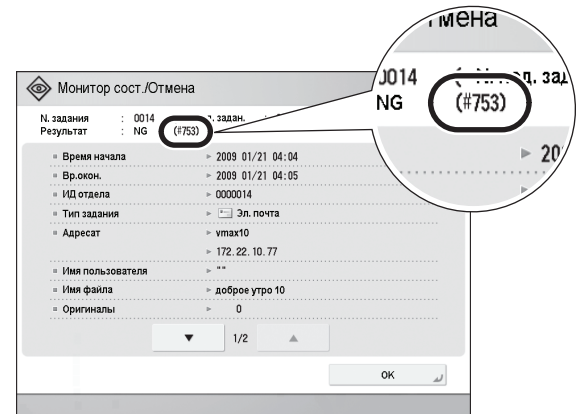 Монитор сост./Отмена
N. задания : 0014 задан. :
Результат : NG (#753)
Время начала 2009 01/21 04:04
Вр.окон. 2009 01/21 04:05
ИД отдела 0000014
Тип задания Эл. почта
Адресат vmax10
172.22.10.77
Имя пользователя ""
Имя файла доброе утро 10
Оригиналы 0
▼ 1/2 ▲
OK
мена
0014 зад
NG (#753)